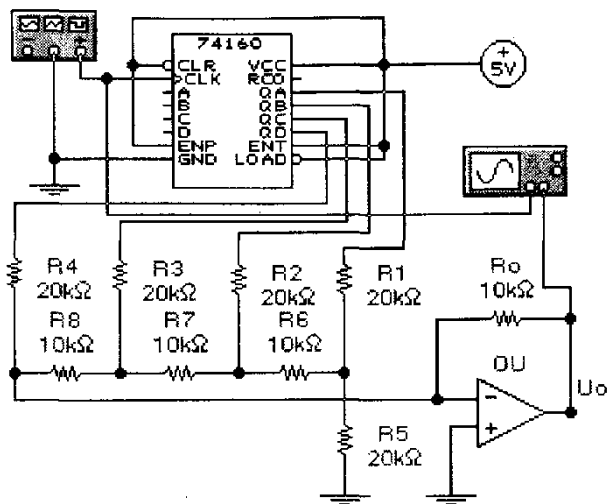 74160
CLR VCC
CLK RCO
A QA
B QB
C QC
D QD
ENP ENT
GND LOAD
+
5V
R4
20kΩ
R3
20kΩ
R2
20kΩ
R1
20kΩ
Ro
10kΩ
R8
10kΩ
R7
10kΩ
R6
10kΩ
OU
Uo
R5
20kΩ